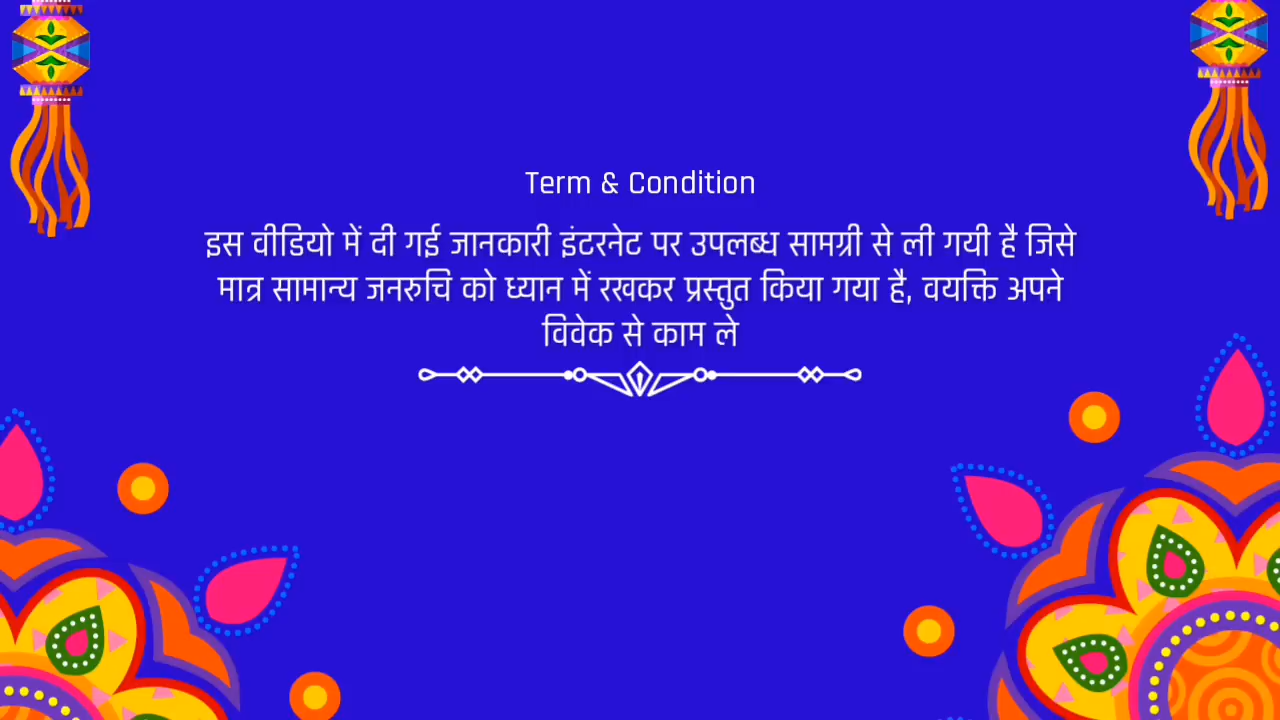 Term & Condition
इस वीडियो में दी गई जानकारी इंटरनेट पर उपलब्ध सामग्री से ली गयी है जिसे
मात्र सामान्य जनरुचि को ध्यान में रखकर प्रस्तुत किया गया है, वयक्ति अपने
विवेक से काम ले